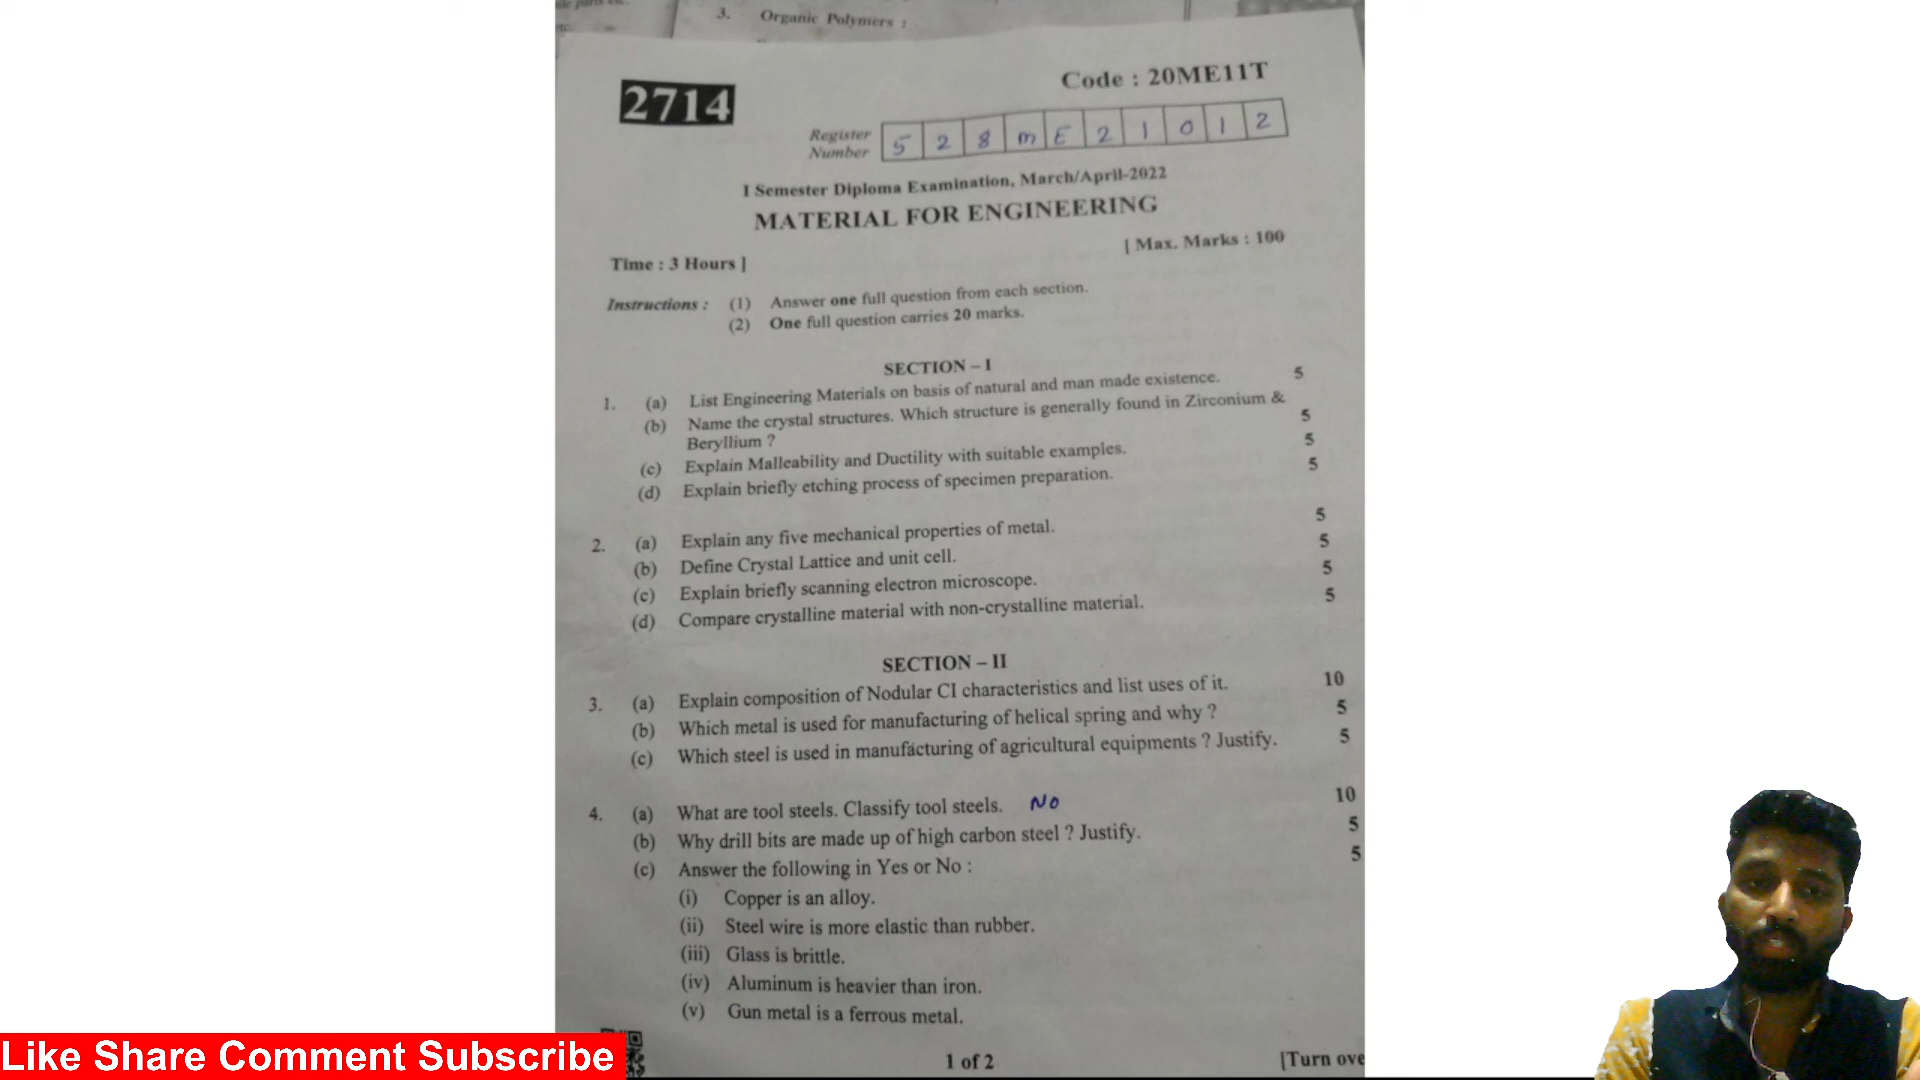 3. Organic Polymers :
2714
Code : 20ME11T
Register
Number
5 2 8 m E 2 1 0 1 2
I Semester Diploma Examination, March/April-2022
MATERIAL FOR ENGINEERING
Time : 3 Hours ]
[ Max. Marks : 100
Instructions : (1) Answer one full question from each section.
(2) One full question carries 20 marks.
SECTION – I
1. (a) List Engineering Materials on basis of natural and man made existence. 5
(b) Name the crystal structures. Which structure is generally found in Zirconium &
Beryllium ? 5
(c) Explain Malleability and Ductility with suitable examples. 5
(d) Explain briefly etching process of specimen preparation. 5
2. (a) Explain any five mechanical properties of metal. 5
(b) Define Crystal Lattice and unit cell. 5
(c) Explain briefly scanning electron microscope. 5
(d) Compare crystalline material with non-crystalline material. 5
SECTION – II
3. (a) Explain composition of Nodular CI characteristics and list uses of it. 10
(b) Which metal is used for manufacturing of helical spring and why ? 5
(c) Which steel is used in manufacturing of agricultural equipments ? Justify. 5
4. (a) What are tool steels. Classify tool steels. NO 10
(b) Why drill bits are made up of high carbon steel ? Justify. 5
(c) Answer the following in Yes or No : 5
(i) Copper is an alloy.
(ii) Steel wire is more elastic than rubber.
(iii) Glass is brittle.
(iv) Aluminum is heavier than iron.
(v) Gun metal is a ferrous metal.
1 of 2
[Turn ove
Like Share Comment Subscribe